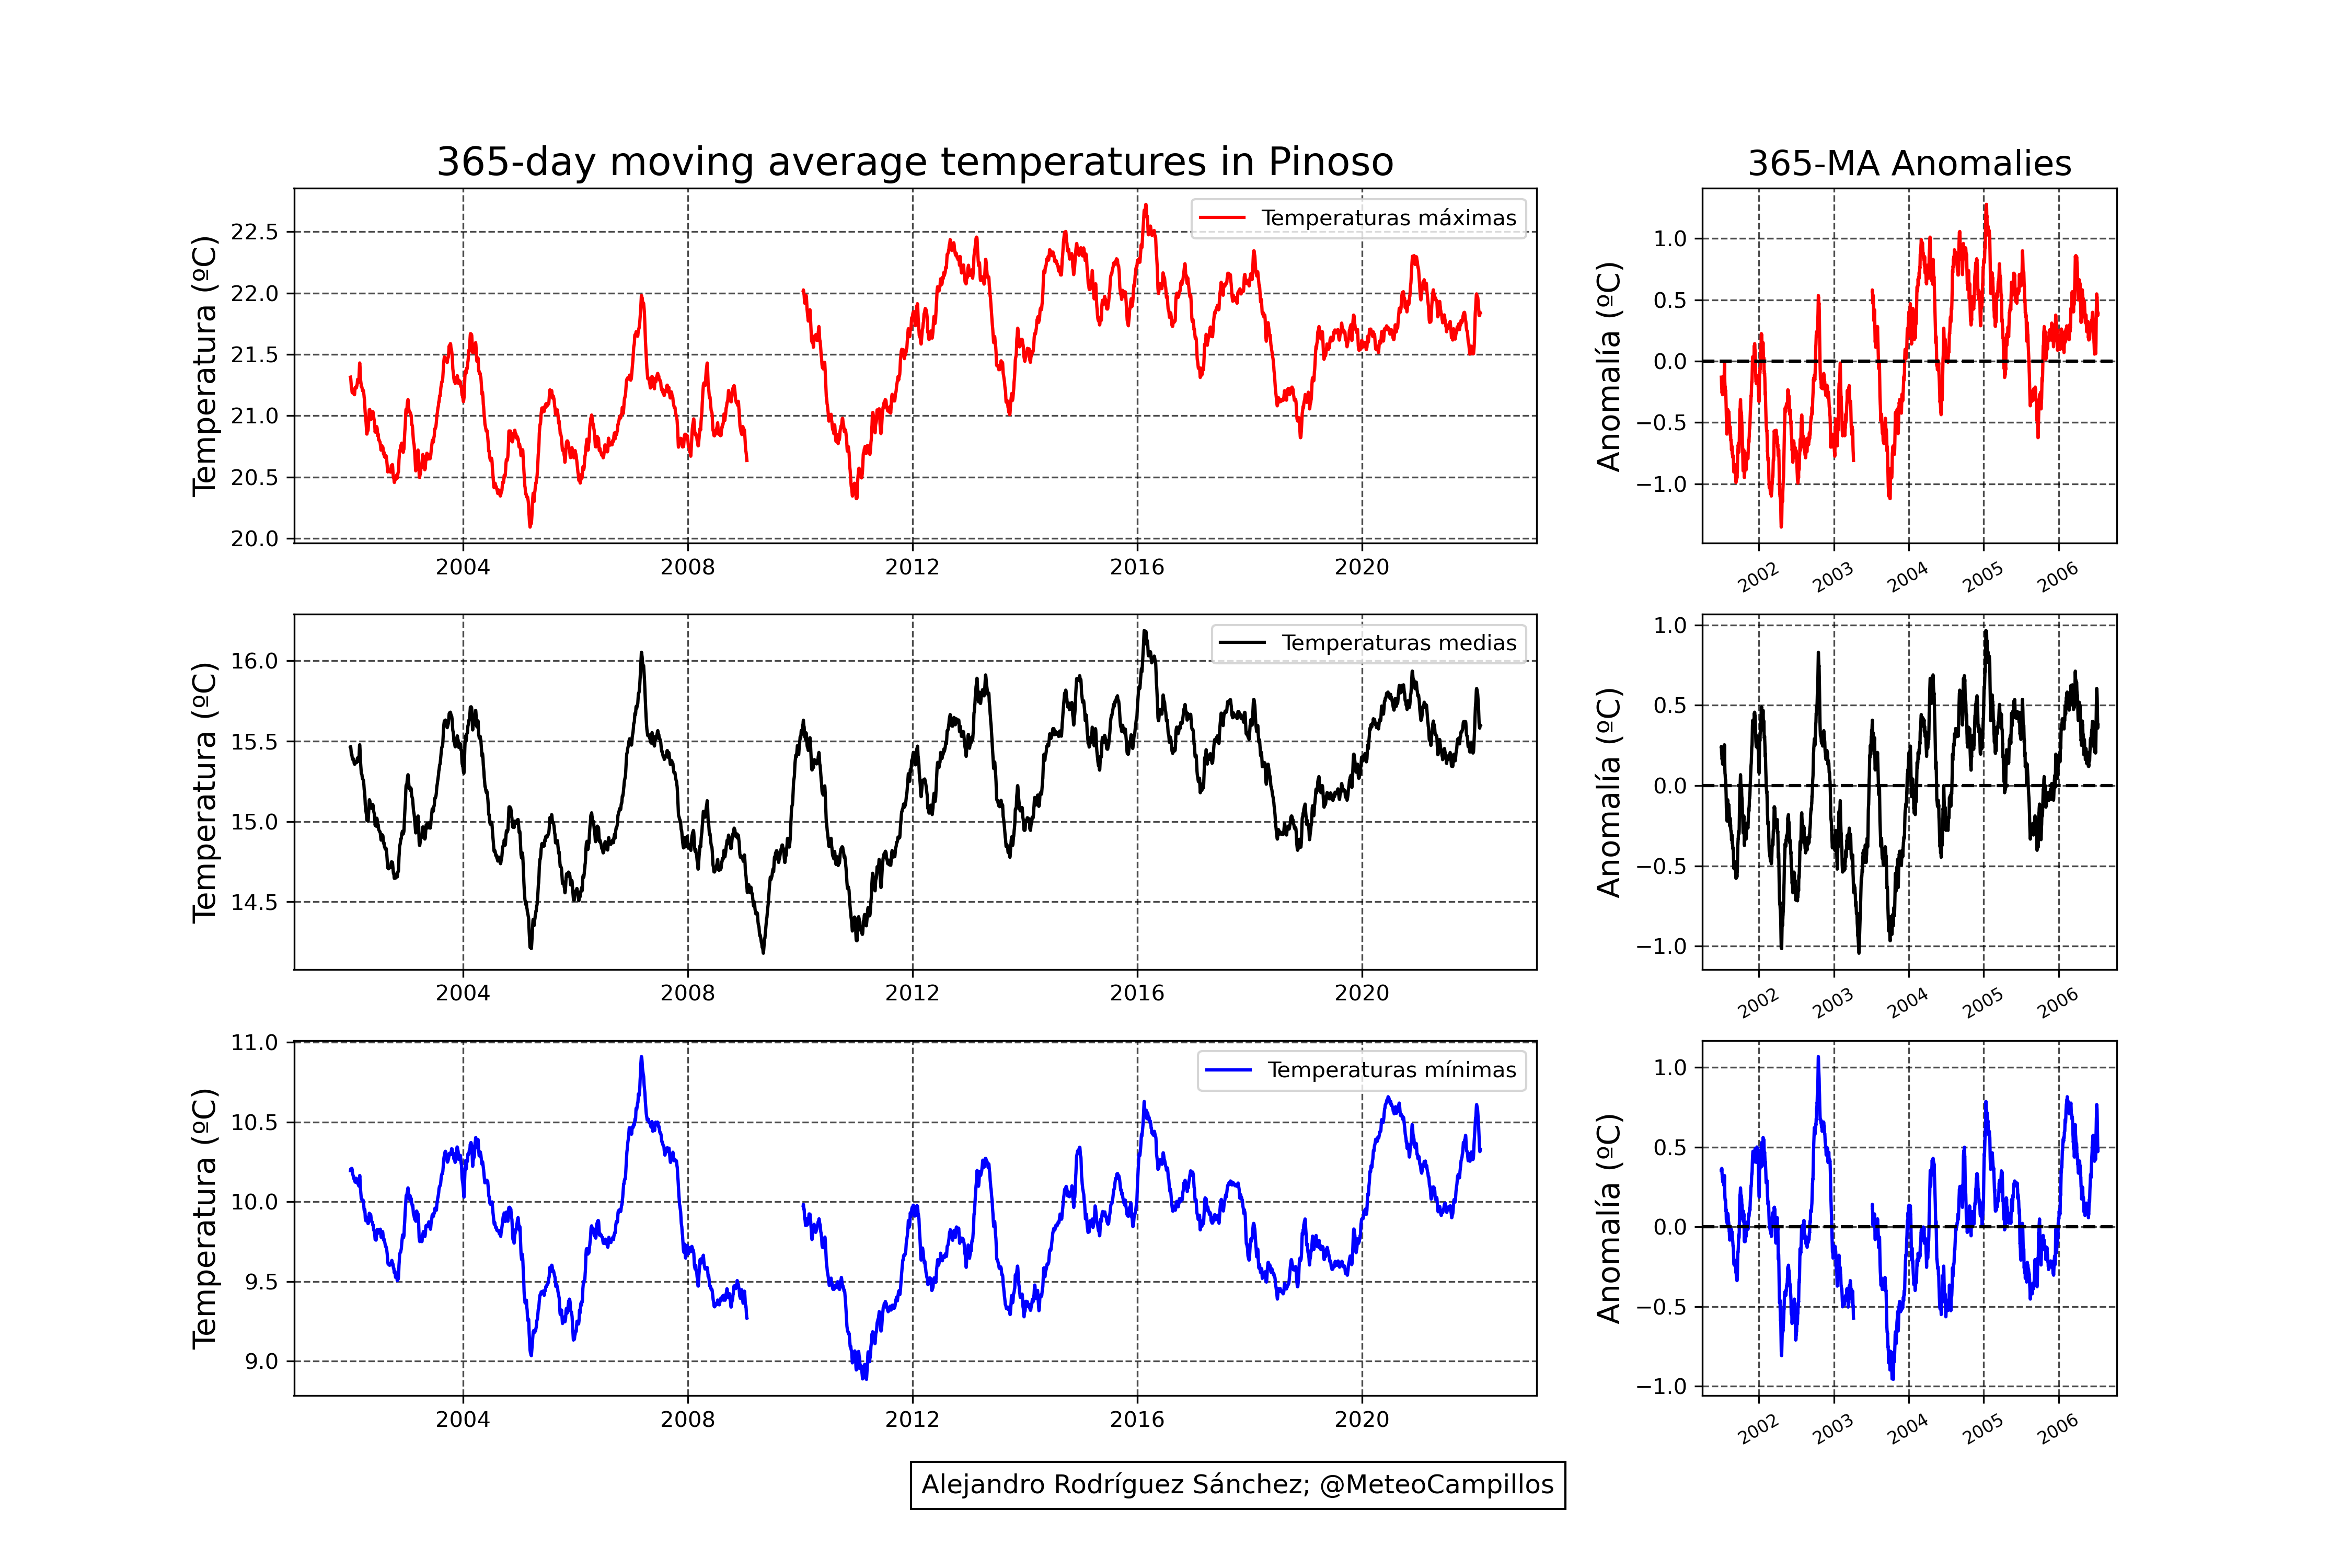 365-day moving average temperatures in Pinoso
Temperatura (ºC)
22.5
22.0
21.5
21.0
20.5
20.0
Temperaturas máximas
2004 2008 2012 2016 2020
365-MA Anomalies
Anomalía (ºC)
1.0
0.5
0.0
−0.5
−1.0
2002 2003 2004 2005 2006
Temperatura (ºC)
16.0
15.5
15.0
14.5
Temperaturas medias
2004 2008 2012 2016 2020
Anomalía (ºC)
1.0
0.5
0.0
−0.5
−1.0
2002 2003 2004 2005 2006
Temperatura (ºC)
11.0
10.5
10.0
9.5
9.0
Temperaturas mínimas
2004 2008 2012 2016 2020
Anomalía (ºC)
1.0
0.5
0.0
−0.5
−1.0
2002 2003 2004 2005 2006
Alejandro Rodríguez Sánchez; @MeteoCampillos